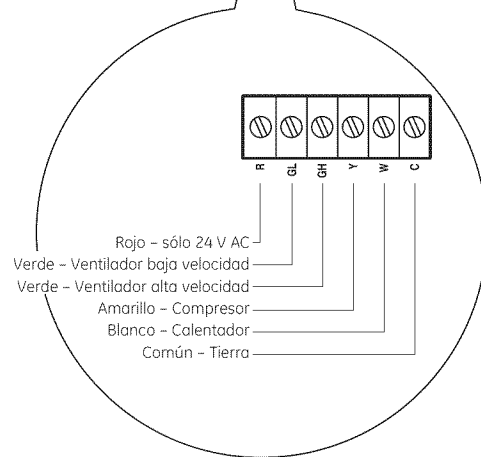 R GL GH Y W C
Rojo – sólo 24 V AC
Verde – Ventilador baja velocidad
Verde – Ventilador alta velocidad
Amarillo – Compresor
Blanco – Calentador
Común – Tierra